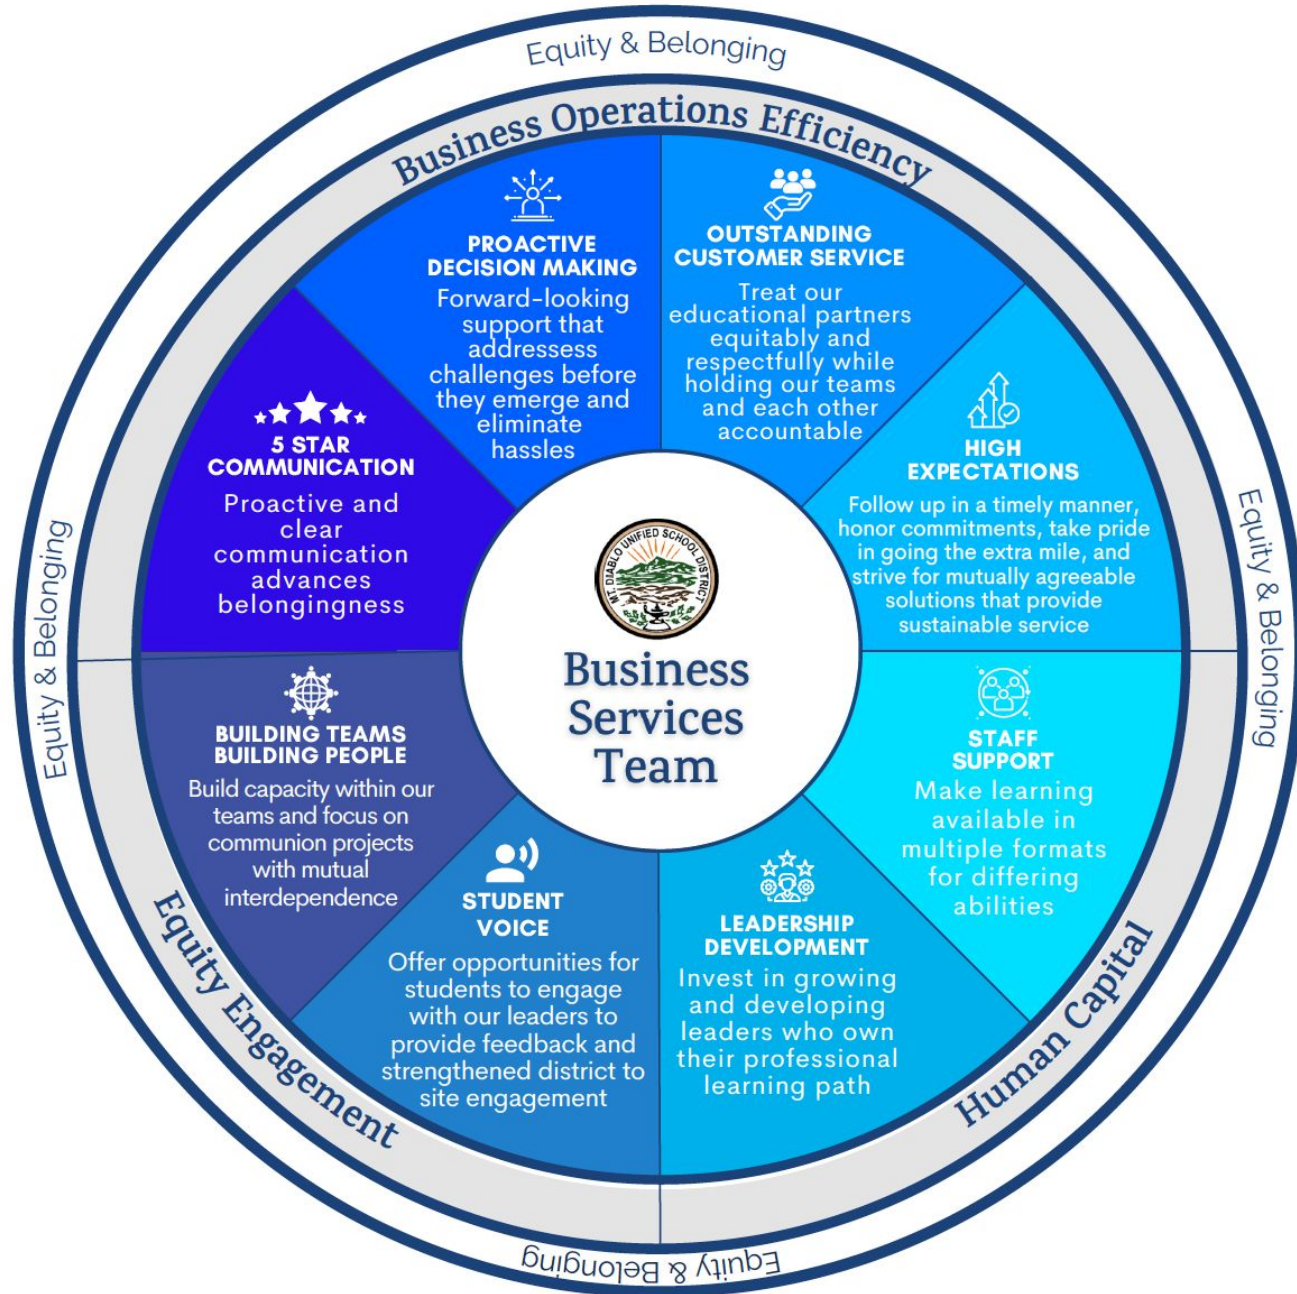 Equity & Belonging
Business Operations Efficiency
PROACTIVE
DECISION MAKING
Forward-looking
support that
addressess
challenges before
they emerge and
eliminate
hassles
OUTSTANDING
CUSTOMER SERVICE
Treat our
educational partners
equitably and
respectfully while
holding our teams
and each other
accountable
HIGH
EXPECTATIONS
Follow up in a timely manner,
honor commitments, take pride
in going the extra mile, and
strive for mutually agreeable
solutions that provide
sustainable service
Equity & Belonging
STAFF
SUPPORT
Make learning
available in
multiple formats
for differing
abilities
Human Capital
LEADERSHIP
DEVELOPMENT
Invest in growing
and developing
leaders who own
their professional
learning path
Equity & Belonging
STUDENT
VOICE
Offer opportunities for
students to engage
with our leaders to
provide feedback and
strengthened district to
site engagement
Equity Engagement
BUILDING TEAMS
BUILDING PEOPLE
Build capacity within our
teams and focus on
communion projects
with mutual
interdependence
Equity & Belonging
5 STAR
COMMUNICATION
Proactive and
clear
communication
advances
belongingness
MT. DIABLO UNIFIED SCHOOL DISTRICT
Business
Services
Team